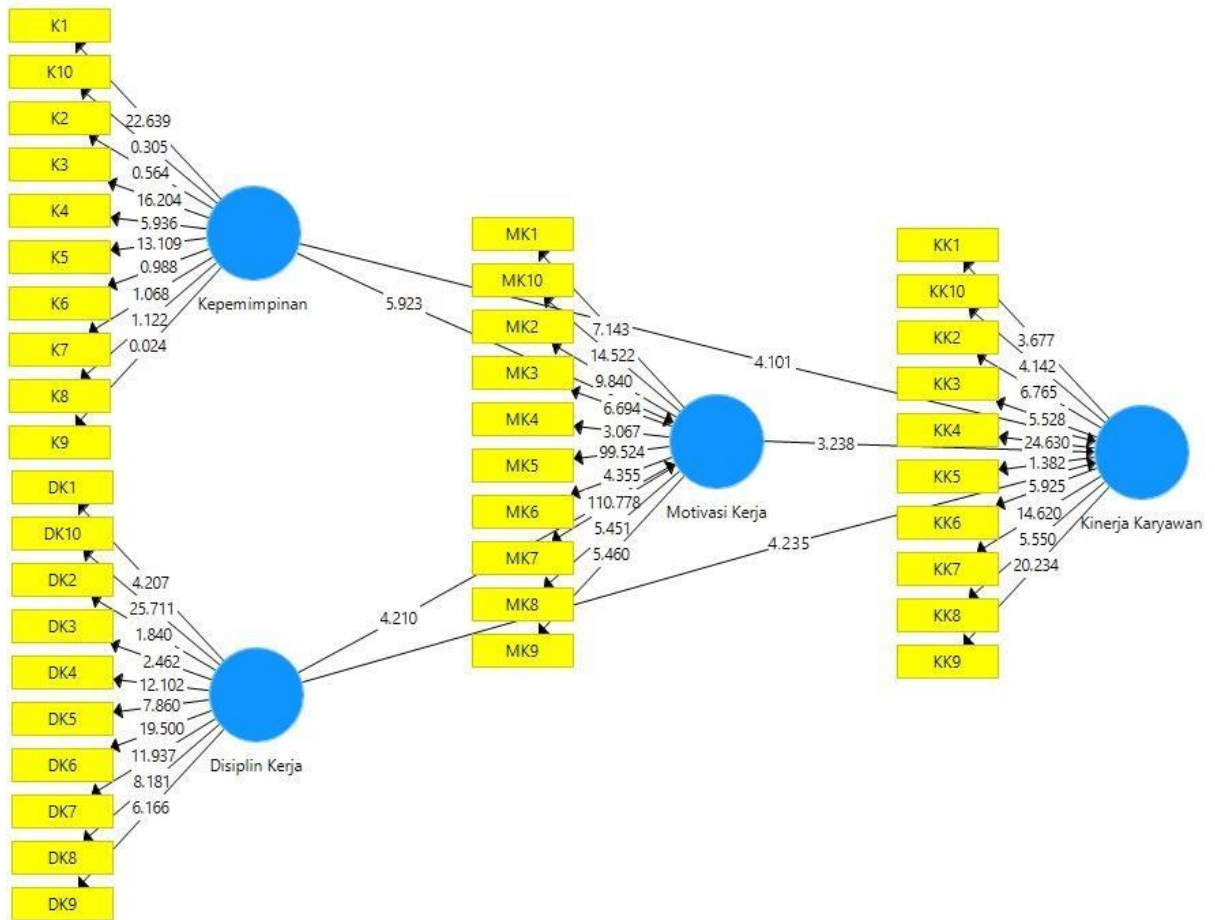 K1
K10
K2
K3
K4
K5
K6
K7
K8
K9
22.639
0.305
0.564
16.204
5.936
13.109
0.988
1.068
1.122
0.024
Kepemimpinan
DK1
DK10
DK2
DK3
DK4
DK5
DK6
DK7
DK8
DK9
4.207
25.711
1.840
2.462
12.102
7.860
19.500
11.937
8.181
6.166
Disiplin Kerja
5.923
4.210
MK1
MK10
MK2
MK3
MK4
MK5
MK6
MK7
MK8
MK9
7.143
14.522
9.840
6.694
3.067
99.524
4.355
110.778
5.451
5.460
Motivasi Kerja
4.101
3.238
4.235
KK1
KK10
KK2
KK3
KK4
KK5
KK6
KK7
KK8
KK9
3.677
4.142
6.765
5.528
24.630
1.382
5.925
14.620
5.550
20.234
Kinerja Karyawan